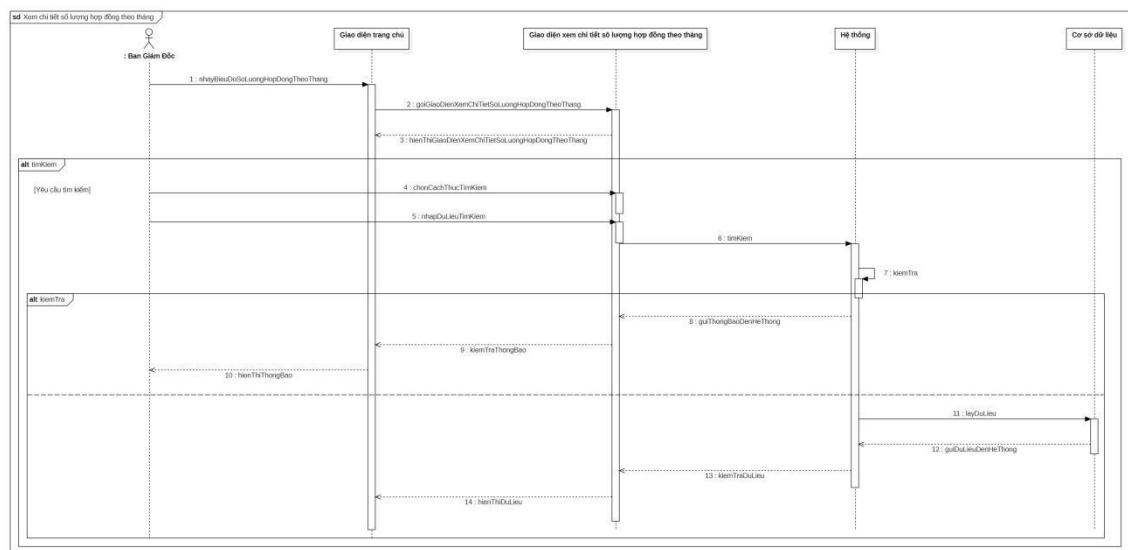 sd Xem chi tiết số lượng hợp đồng theo tháng
: Ban Giám Đốc
Giao diện trang chủ
Giao diện xem chi tiết số lượng hợp đồng theo tháng
Hệ thống
Cơ sở dữ liệu
1 : nhayBieuDoSoLuongHopDongTheoThang
2 : goiGiaoDienXemChiTietSoLuongHopDongTheoThang
3 : hienThiGiaoDienXemChiTietSoLuongHopDongTheoThang
alt timKiem
[Yêu cầu tìm kiếm]
4 : chonCachThucTimKiem
5 : nhapDuLieuTimKiem
6 : timKiem
7 : kiemTra
alt kiemTra
8 : guiThongBaoDenHeThong
9 : kiemTraThongBao
10 : hienThiThongBao
11 : layDuLieu
12 : guiDuLieuDenHeThong
13 : kiemTraDuLieu
14 : hienThiDuLieu